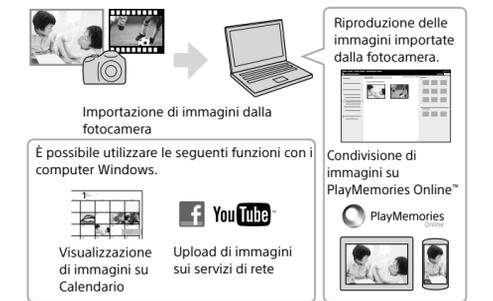 Importazione di immagini dalla
fotocamera
Riproduzione delle
immagini importate
dalla fotocamera.
Condivisione di
immagini su
PlayMemories Online™
PlayMemories
Online
È possibile utilizzare le seguenti funzioni con i
computer Windows.
1
Visualizzazione
di immagini su
Calendario
f YouTube
Upload di immagini
sui servizi di rete